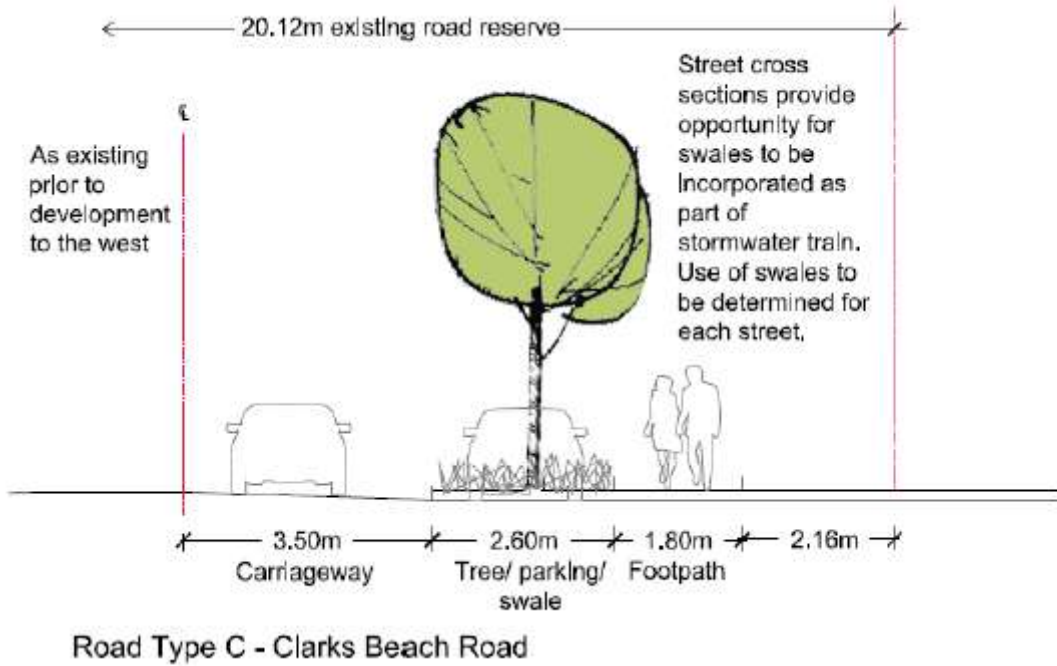 20.12m existing road reserve
℄
As existing
prior to
development
to the west
Street cross
sections provide
opportunity for
swales to be
incorporated as
part of
stormwater train.
Use of swales to
be determined for
each street.
3.50m
2.60m
1.80m
2.16m
Carriageway
Tree/ parking/
swale
Footpath
Road Type C - Clarks Beach Road